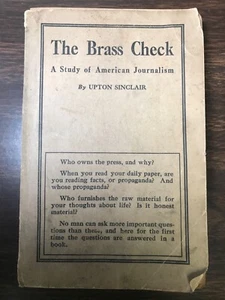 The Brass Check
A Study of American Journalism
By UPTON SINCLAIR
Who owns the press, and why?
When you read your daily paper, are
you reading facts, or propaganda? And
whose propaganda?
Who furnishes the raw material for
your thoughts about life? Is it honest
material?
No man can ask more important ques-
tions than these, and here for the first
time the questions are answered in a
book.